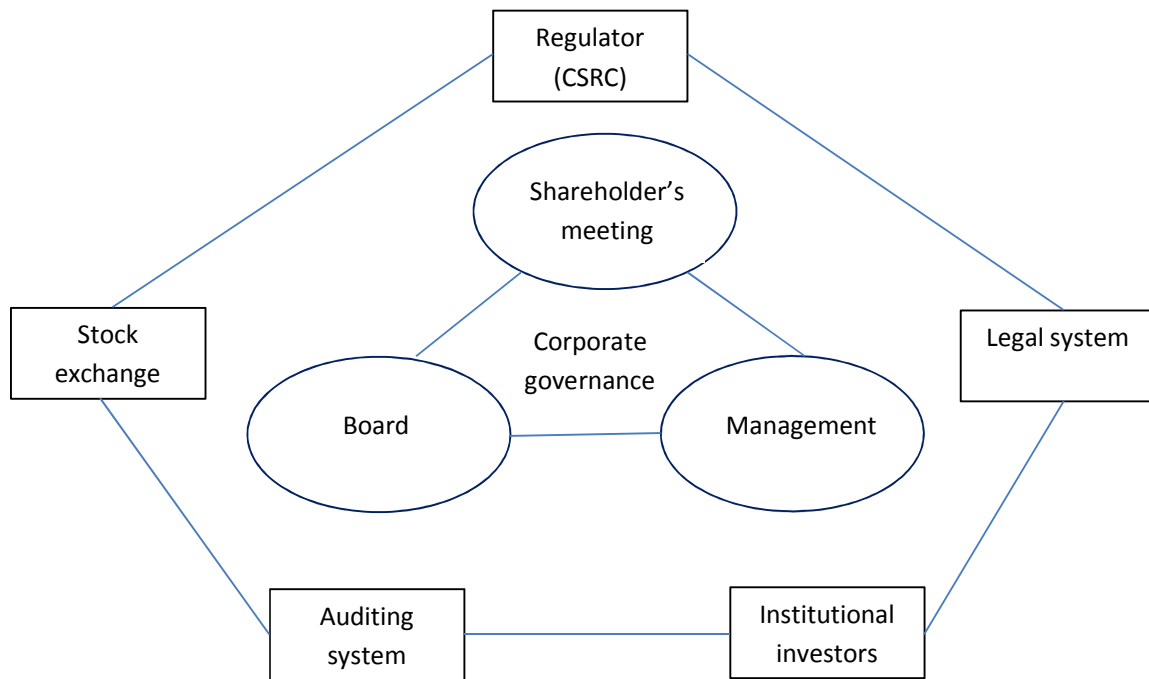 Regulator
(CSRC)
Shareholder’s
meeting
Stock
exchange
Legal system
Corporate
governance
Board
Management
Auditing
system
Institutional
investors